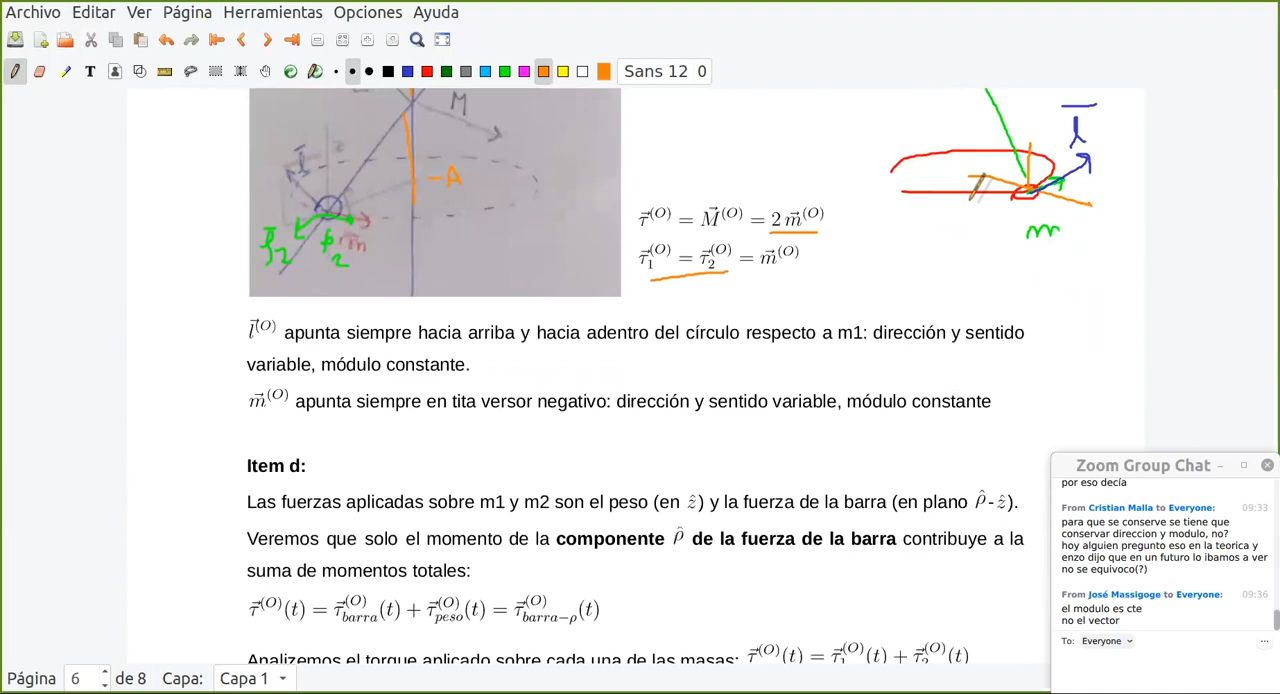 Archivo Editar Ver Página Herramientas Opciones Ayuda
Sans 12 0
M
l
-A
l
ρ2
ρ2
m
m
τ⃗^(O) = M⃗^(O) = 2 m⃗^(O)
τ⃗₁^(O) = τ⃗₂^(O) = m⃗^(O)
l⃗^(O) apunta siempre hacia arriba y hacia adentro del círculo respecto a m1: dirección y sentido
variable, módulo constante.
m⃗^(O) apunta siempre en tita versor negativo: dirección y sentido variable, módulo constante
Item d:
Las fuerzas aplicadas sobre m1 y m2 son el peso (en ẑ) y la fuerza de la barra (en plano ρ̂-ẑ).
Veremos que solo el momento de la componente ρ̂ de la fuerza de la barra contribuye a la
suma de momentos totales:
τ⃗^(O)(t) = τ⃗_barra^(O)(t) + τ⃗_peso^(O)(t) = τ⃗_barra−ρ^(O)(t)
Analizemos el torque aplicado sobre cada una de las masas: τ⃗^(O)(t) = τ⃗₁^(O)(t) + τ⃗₂^(O)(t)
Zoom Group Chat
por eso decía
From Cristian Malla to Everyone: 09:33
para que se conserve se tiene que
conservar direccion y modulo, no?
hoy alguien pregunto eso en la teorica y
enzo dijo que en un futuro lo ibamos a ver
no se equivoco(?)
From José Massigoge to Everyone: 09:36
el modulo es cte
no el vector
To: Everyone
Página 6 de 8 Capa: Capa 1